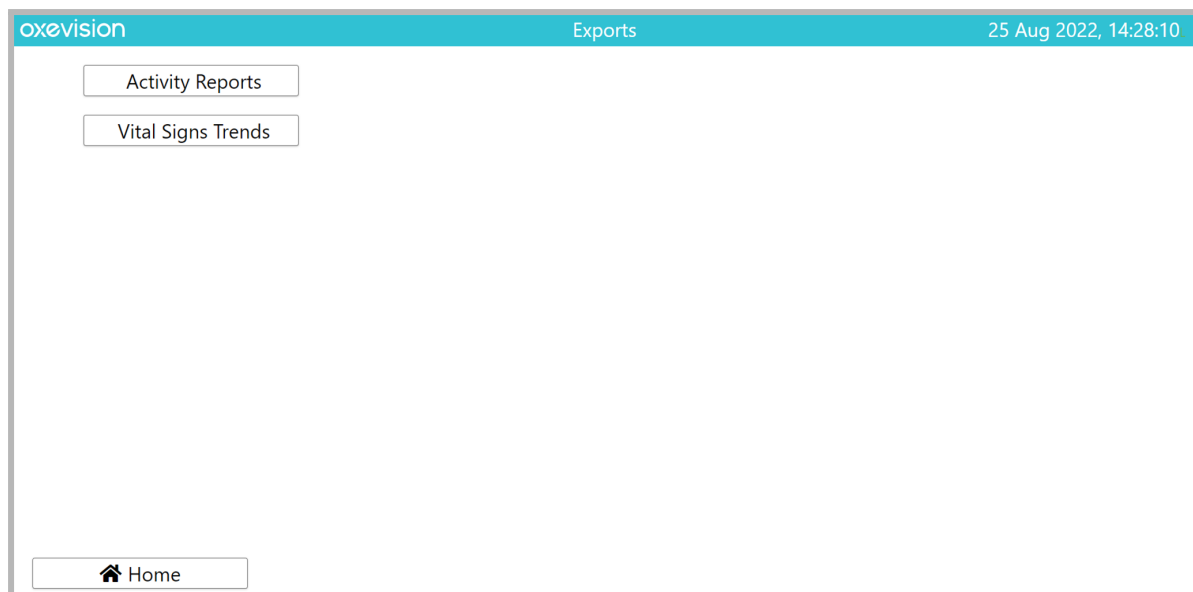 oxevision Exports 25 Aug 2022, 14:28:10
Activity Reports
Vital Signs Trends
Home